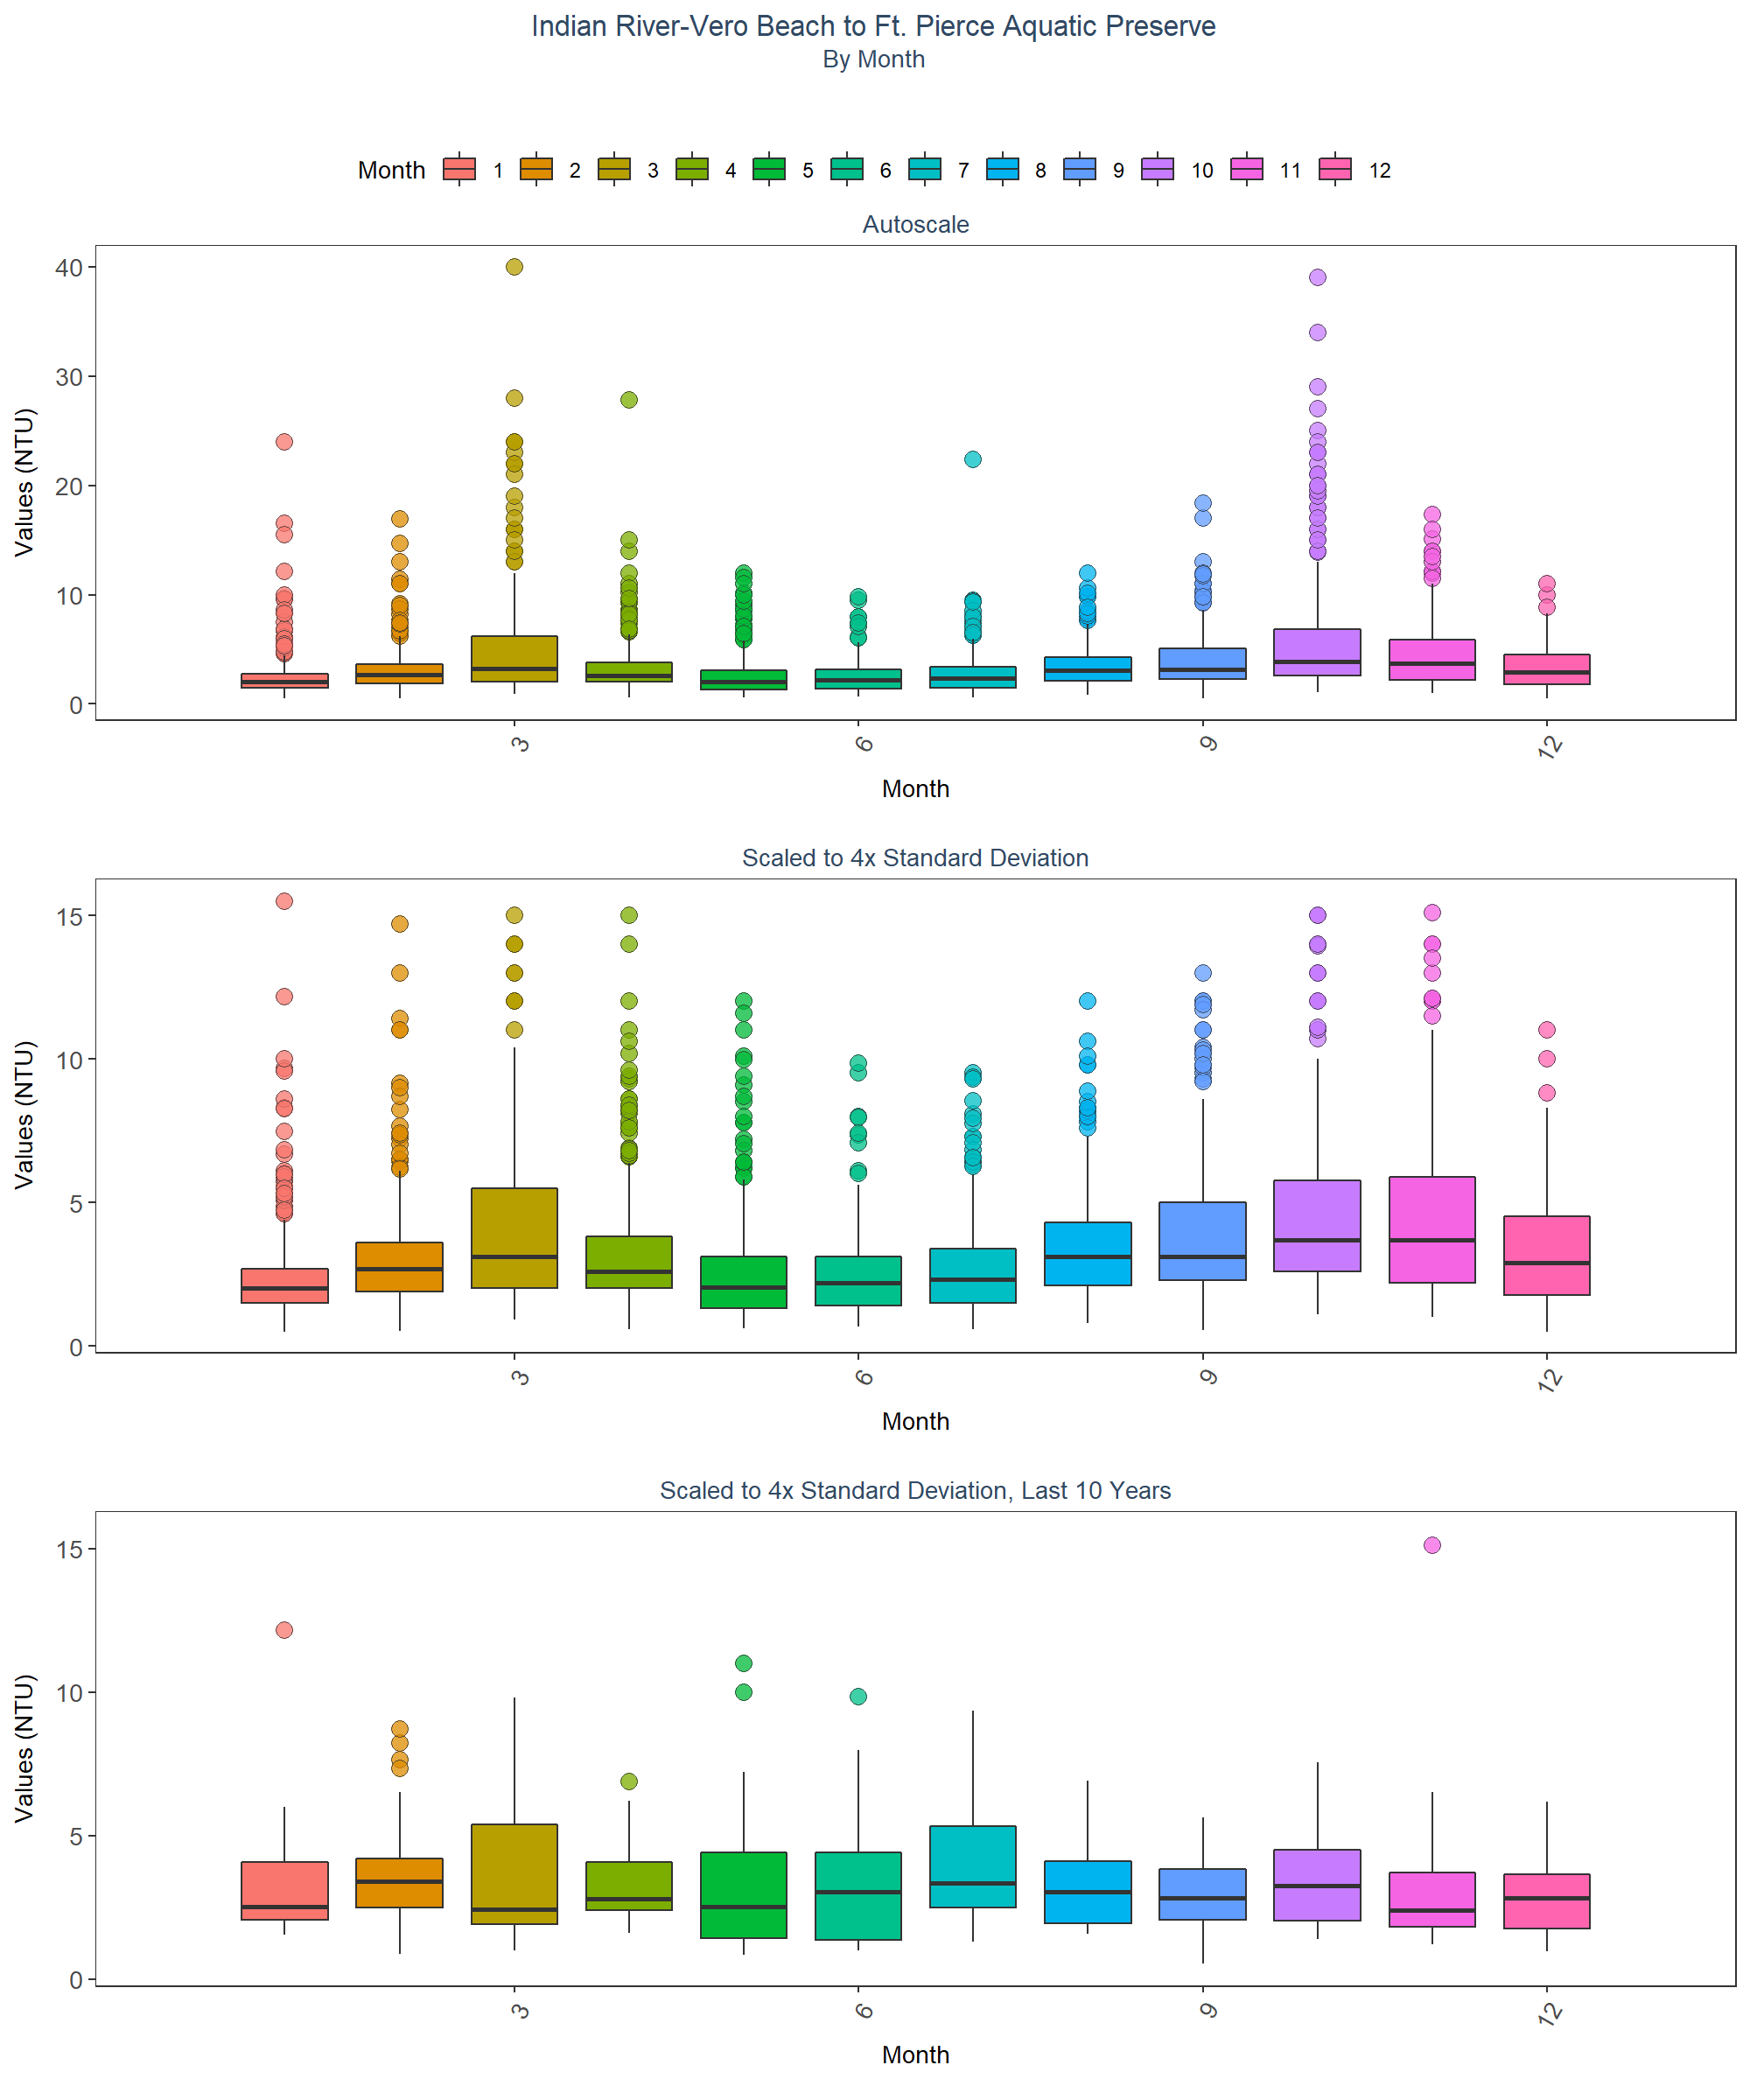 Indian River-Vero Beach to Ft. Pierce Aquatic Preserve
By Month
Month 1 2 3 4 5 6 7 8 9 10 11 12
Autoscale
Values (NTU)
40
30
20
10
0
3 6 9 12
Month
Scaled to 4x Standard Deviation
Values (NTU)
15
10
5
0
3 6 9 12
Month
Scaled to 4x Standard Deviation, Last 10 Years
Values (NTU)
15
10
5
0
3 6 9 12
Month